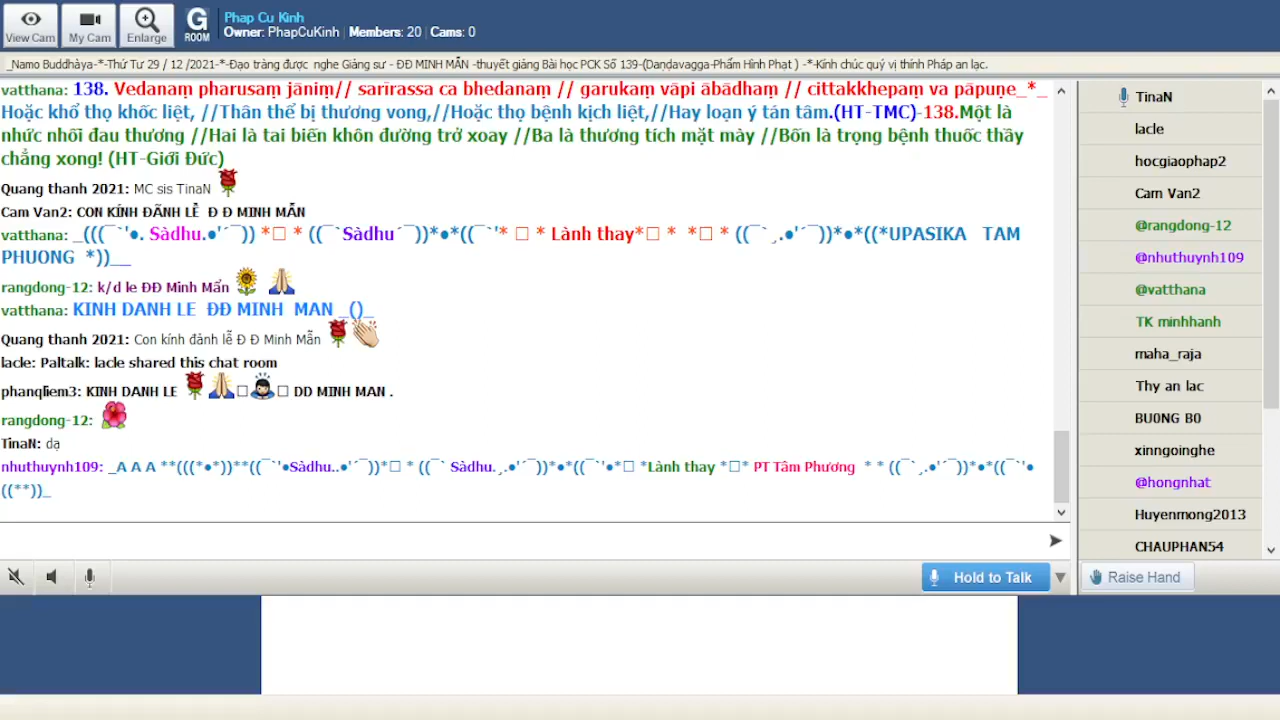 View Cam
My Cam
Enlarge
G
ROOM
Phap Cu Kinh
Owner: PhapCuKinh | Members: 20 | Cams: 0
_Namo Buddhàya-*-Thứ Tư 29 / 12 /2021-*-Đạo tràng được nghe Giảng sư - ĐĐ MINH MẪN -thuyết giảng Bài học PCK Số 139-(Daṇḍavagga-Phẩm Hình Phạt ) -*-Kính chúc quý vị thính Pháp an lạc.
vatthana: 138. Vedanaṃ pharusaṃ jāniṃ// sarīrassa ca bhedanaṃ // garukaṃ vāpi ābādhaṃ // cittakkhepaṃ va pāpuṇe_*_
Hoặc khổ thọ khốc liệt, //Thân thể bị thương vong,//Hoặc thọ bệnh kịch liệt,//Hay loạn ý tán tâm.(HT-TMC)-138.Một là
nhức nhối đau thương //Hai là tai biến khôn đường trở xoay //Ba là thương tích mặt mày //Bốn là trọng bệnh thuốc thầy
chẳng xong! (HT-Giới Đức)
Quang thanh 2021: MC sis TinaN
Cam Van2: CON KÍNH ĐÃNH LỄ Đ Đ MINH MẪN
vatthana: _(((¯`'●. Sàdhu.●'´¯)) *□ * ((¯`Sàdhu´¯))*●*((¯`'* □ * Lành thay*□ * *□ * ((¯`¸.●'´¯))*●*((*UPASIKA TAM
PHUONG *))__
rangdong-12: k/d le ĐĐ Minh Mẩn
vatthana: KINH DANH LE ĐĐ MINH MAN _()_
Quang thanh 2021: Con kính đảnh lễ Đ Đ Minh Mẫn
lacle: Paltalk: lacle shared this chat room
phanqliem3: KINH DANH LE □ □ DD MINH MAN .
rangdong-12:
TinaN: dạ
nhuthuynh109: _A A A **(((*●*))**((¯`'●Sàdhu..●'´¯))*□ * ((¯` Sàdhu.¸.●'´¯))*●*((¯`'●*□ *Lành thay *□* PT Tâm Phương * * ((¯`¸.●'´¯))*●*((¯`'●
((**))_
Hold to Talk
TinaN
lacle
hocgiaophap2
Cam Van2
@rangdong-12
@nhuthuynh109
@vatthana
TK minhhanh
maha_raja
Thy an lac
BU0NG B0
xinngoinghe
@hongnhat
Huyenmong2013
CHAUPHAN54
Raise Hand